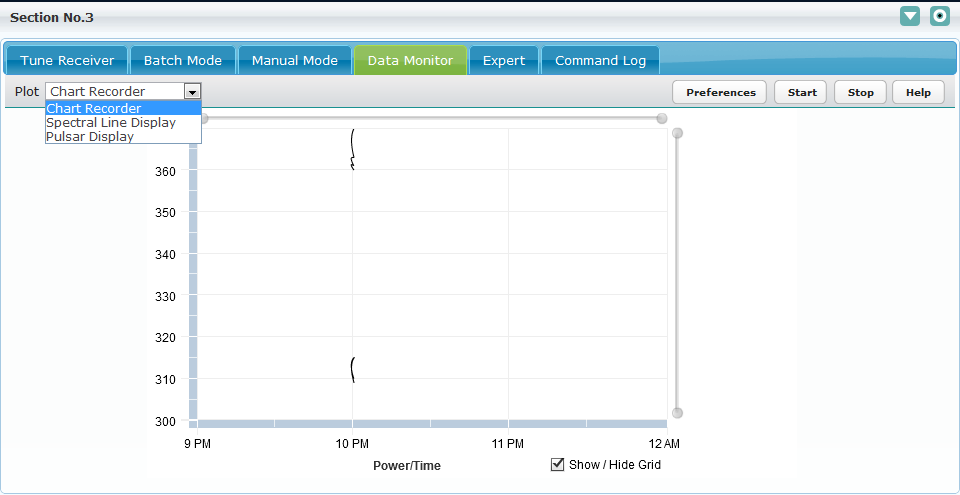 Section No.3
Tune Receiver Batch Mode Manual Mode Data Monitor Expert Command Log
Plot Chart Recorder Preferences Start Stop Help
Chart Recorder
Spectral Line Display
Pulsar Display
360
350
340
330
320
310
300
9 PM 10 PM 11 PM 12 AM
Power/Time Show / Hide Grid